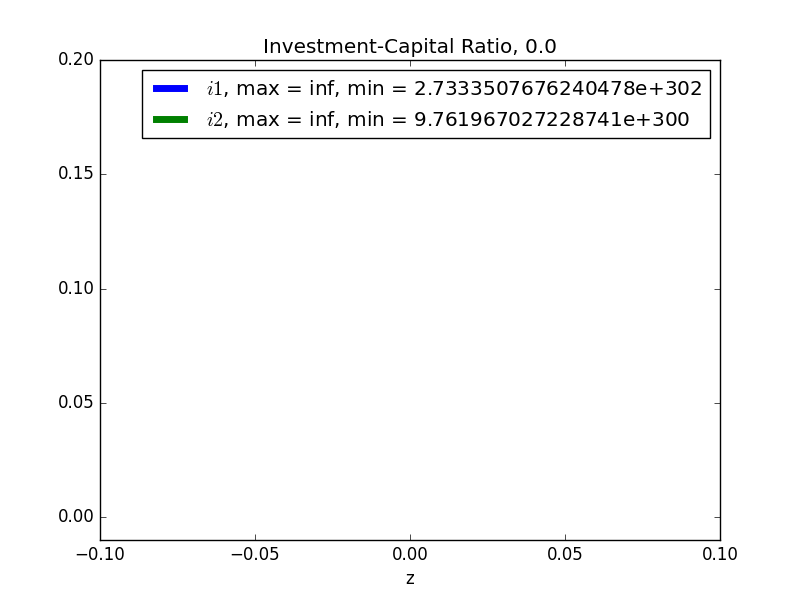 Investment-Capital Ratio, 0.0
0.20
i1, max = inf, min = 2.7333507676240478e+302
i2, max = inf, min = 9.761967027228741e+300
0.15
0.10
0.05
0.00
−0.10 −0.05 0.00 0.05 0.10
z